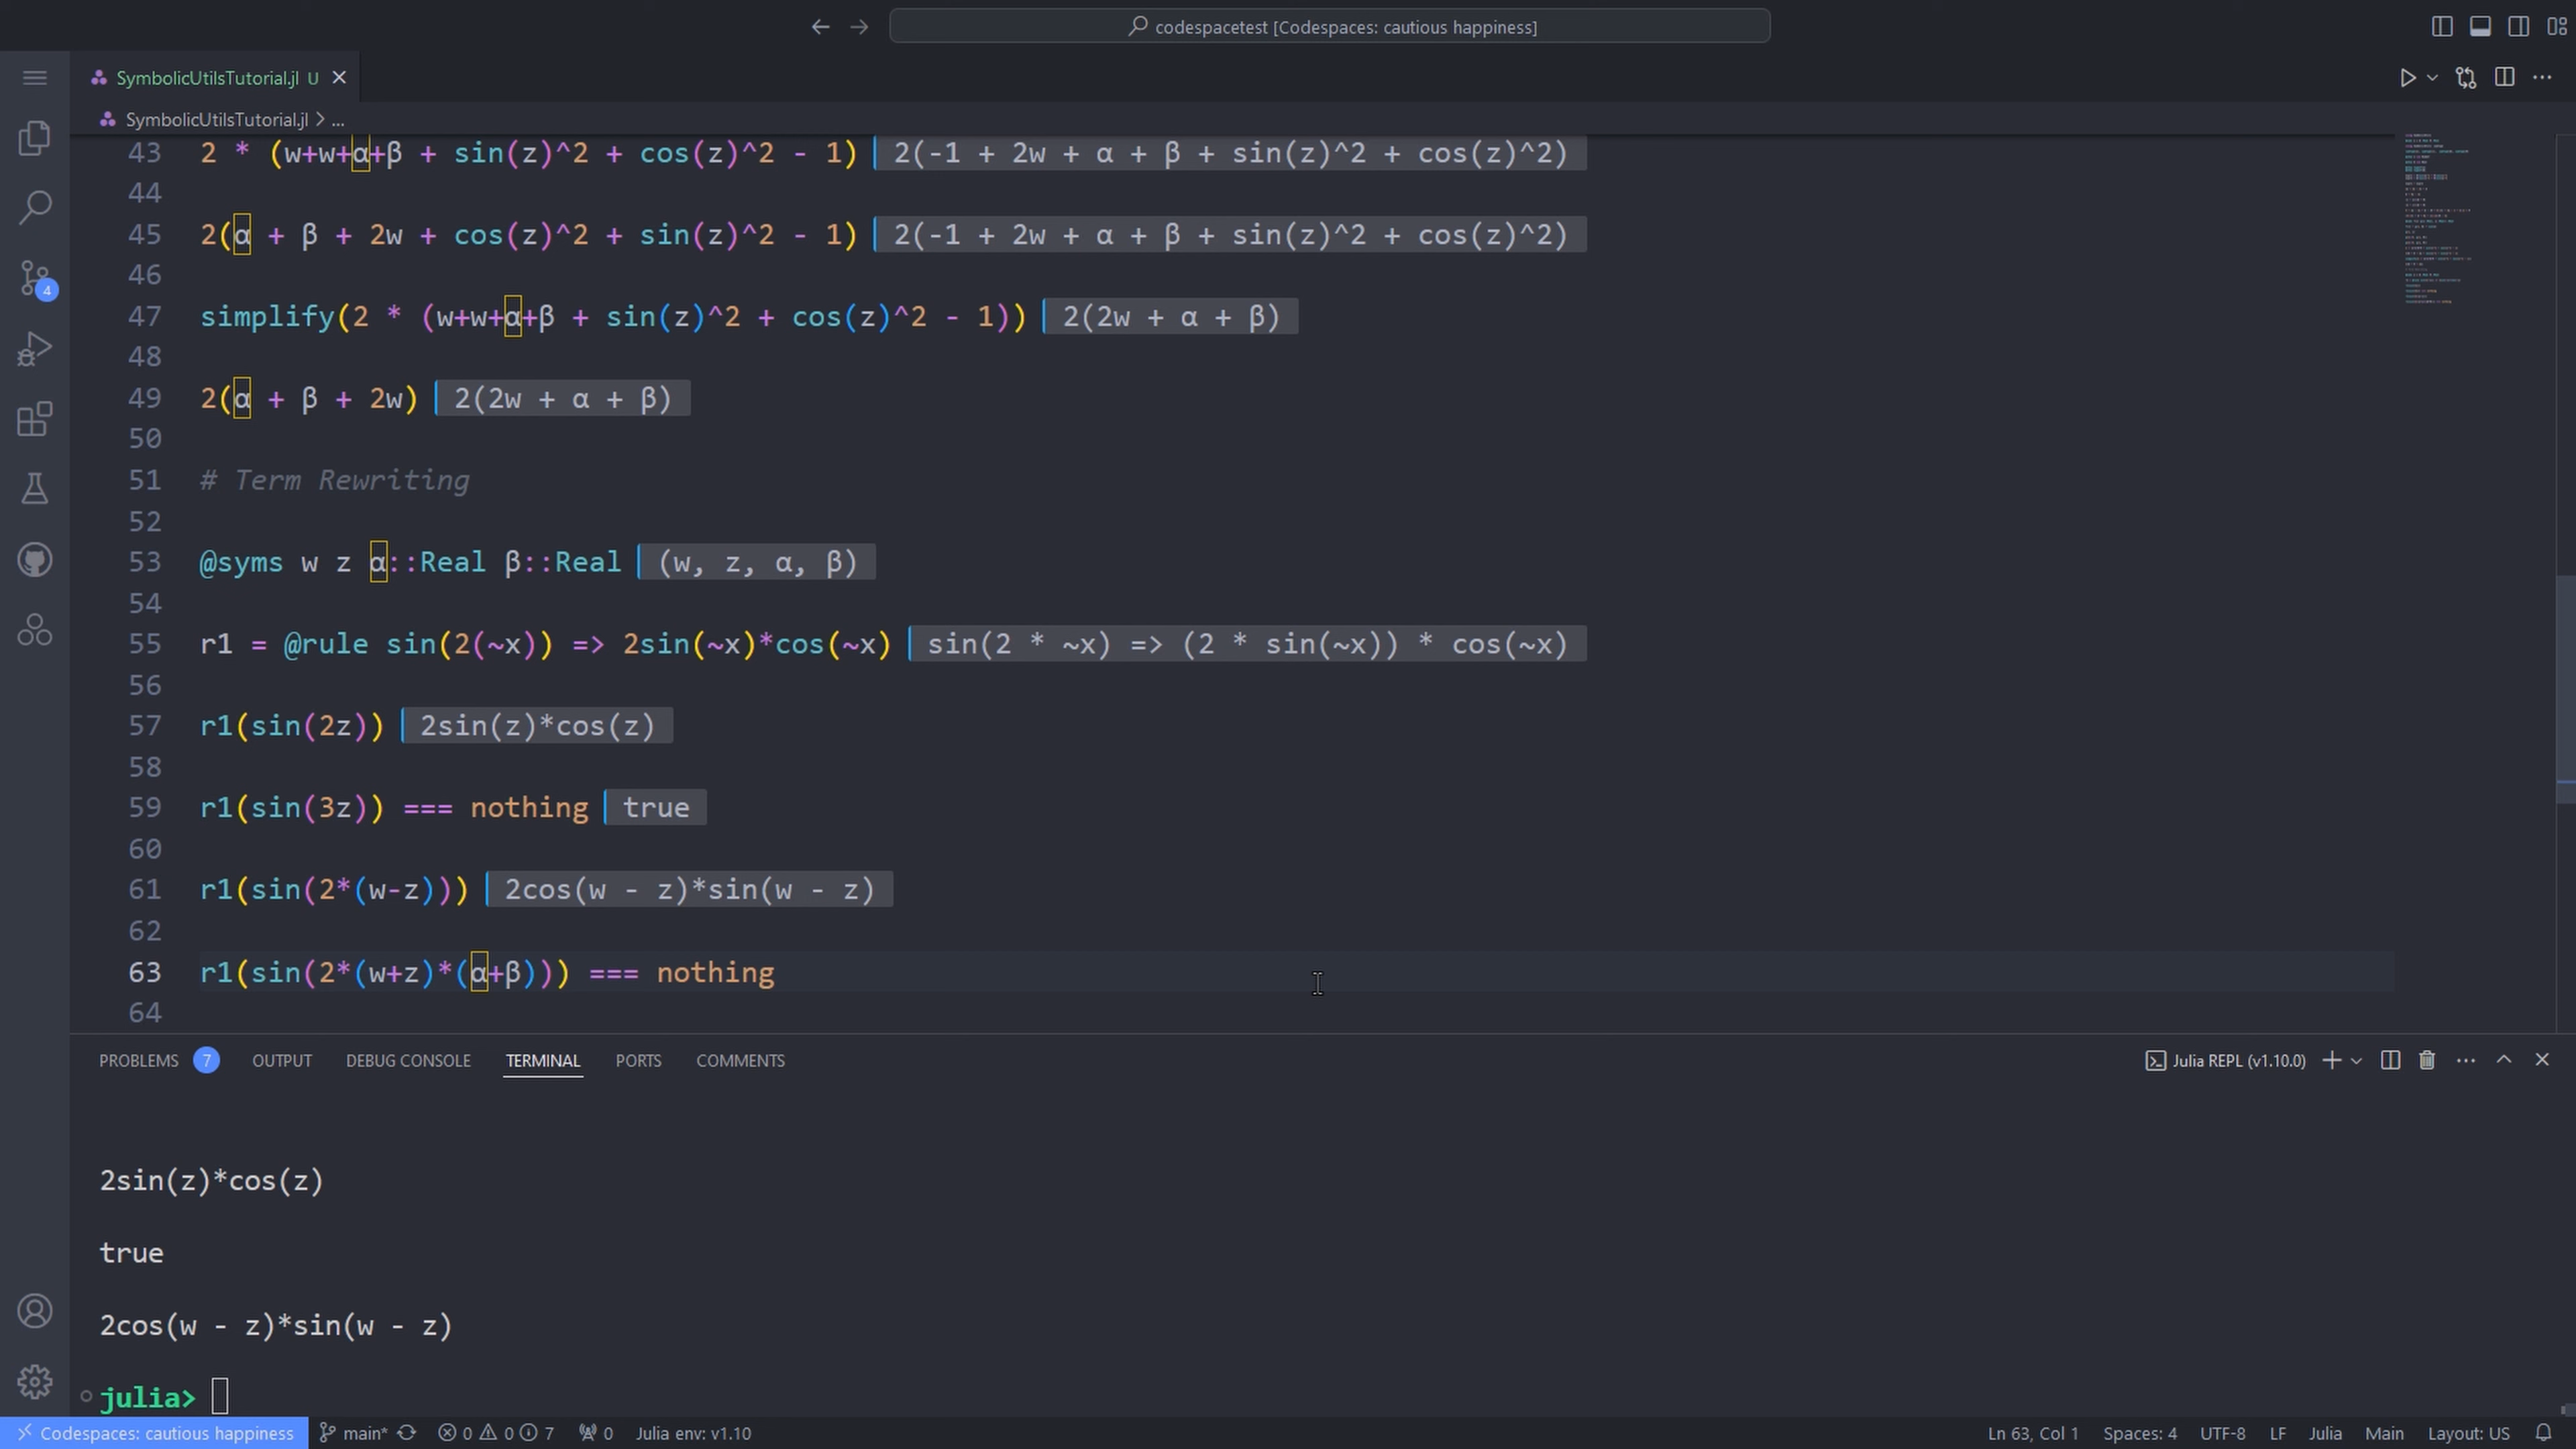 codespacetest [Codespaces: cautious happiness]
SymbolicUtilsTutorial.jl U
SymbolicUtilsTutorial.jl > ...
43 2 * (w+w+α+β + sin(z)^2 + cos(z)^2 - 1) 2(-1 + 2w + α + β + sin(z)^2 + cos(z)^2)
44
45 2(α + β + 2w + cos(z)^2 + sin(z)^2 - 1) 2(-1 + 2w + α + β + sin(z)^2 + cos(z)^2)
46
47 simplify(2 * (w+w+α+β + sin(z)^2 + cos(z)^2 - 1)) 2(2w + α + β)
48
49 2(α + β + 2w) 2(2w + α + β)
50
51 # Term Rewriting
52
53 @syms w z α::Real β::Real (w, z, α, β)
54
55 r1 = @rule sin(2(~x)) => 2sin(~x)*cos(~x) sin(2 * ~x) => (2 * sin(~x)) * cos(~x)
56
57 r1(sin(2z)) 2sin(z)*cos(z)
58
59 r1(sin(3z)) === nothing true
60
61 r1(sin(2*(w-z))) 2cos(w - z)*sin(w - z)
62
63 r1(sin(2*(w+z)*(α+β))) === nothing
64
4
PROBLEMS 7 OUTPUT DEBUG CONSOLE TERMINAL PORTS COMMENTS Julia REPL (v1.10.0)
2sin(z)*cos(z)
true
2cos(w - z)*sin(w - z)
julia>
Codespaces: cautious happiness main* 0 0 7 0 Julia env: v1.10 Ln 63, Col 1 Spaces: 4 UTF-8 LF Julia Main Layout: US